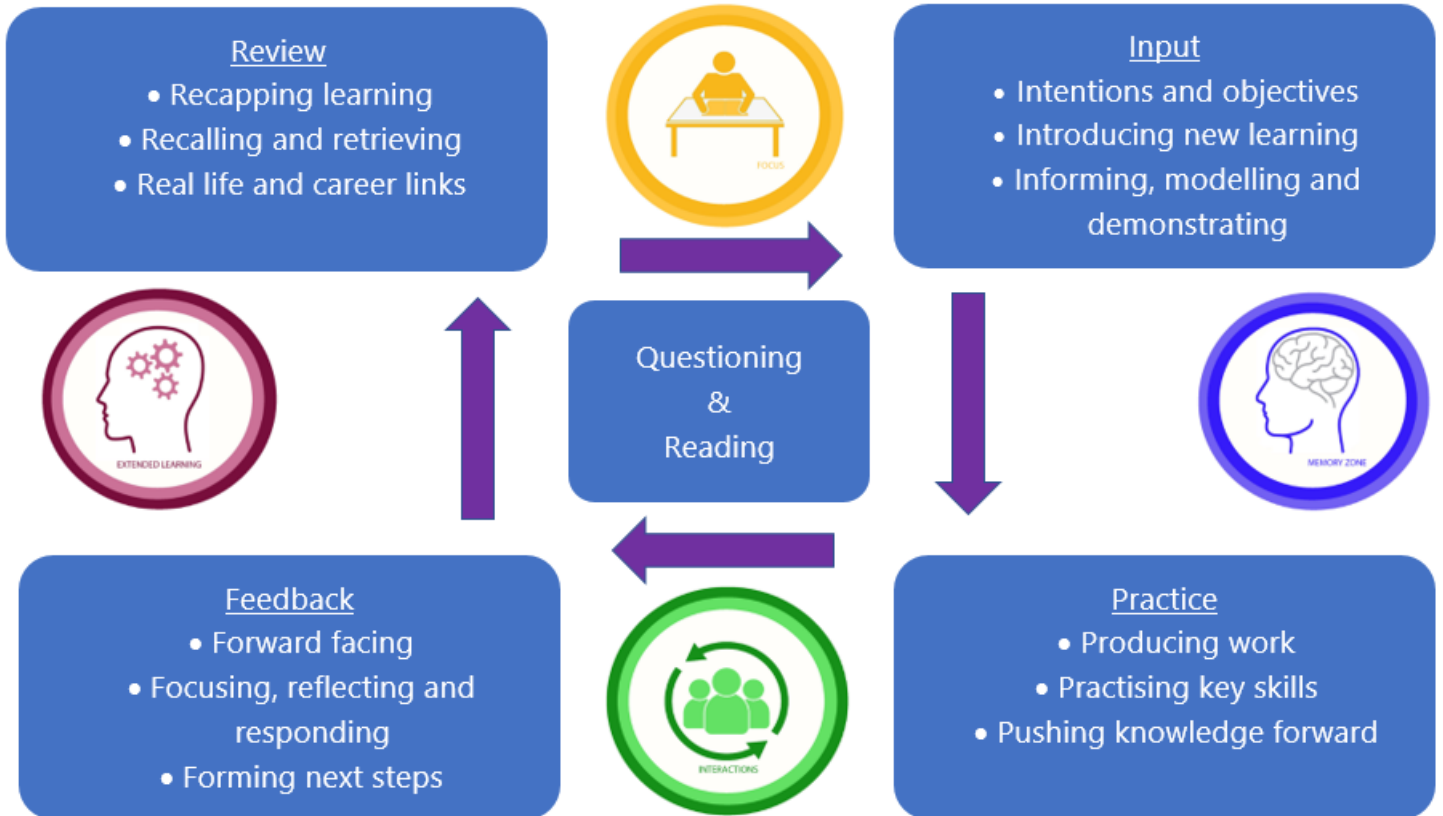 Review
• Recapping learning
• Recalling and retrieving
• Real life and career links
FOCUS
Input
• Intentions and objectives
• Introducing new learning
• Informing, modelling and
demonstrating
EXTENDED LEARNING
Questioning
&
Reading
MEMORY ZONE
Feedback
• Forward facing
• Focusing, reflecting and
responding
• Forming next steps
INTERACTIONS
Practice
• Producing work
• Practising key skills
• Pushing knowledge forward